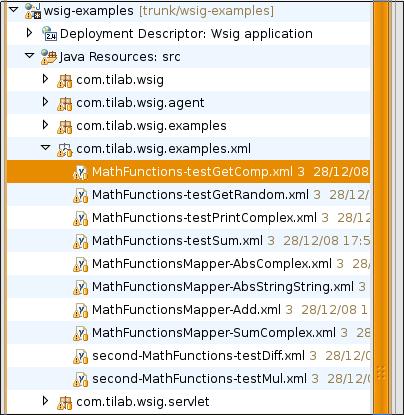 wsig-examples [trunk/wsig-examples]
Deployment Descriptor: Wsig application
Java Resources: src
com.tilab.wsig
com.tilab.wsig.agent
com.tilab.wsig.examples
com.tilab.wsig.examples.xml
MathFunctions-testGetComp.xml 3 28/12/08
MathFunctions-testGetRandom.xml 3 28/12/
MathFunctions-testPrintComplex.xml 3 28/12
MathFunctions-testSum.xml 3 28/12/08 17:5
MathFunctionsMapper-AbsComplex.xml 3 28/
MathFunctionsMapper-AbsStringString.xml 3
MathFunctionsMapper-Add.xml 3 28/12/08 1
MathFunctionsMapper-SumComplex.xml 3 28/
second-MathFunctions-testDiff.xml 3 28/12/0
second-MathFunctions-testMul.xml 3 28/12/0
com.tilab.wsig.servlet